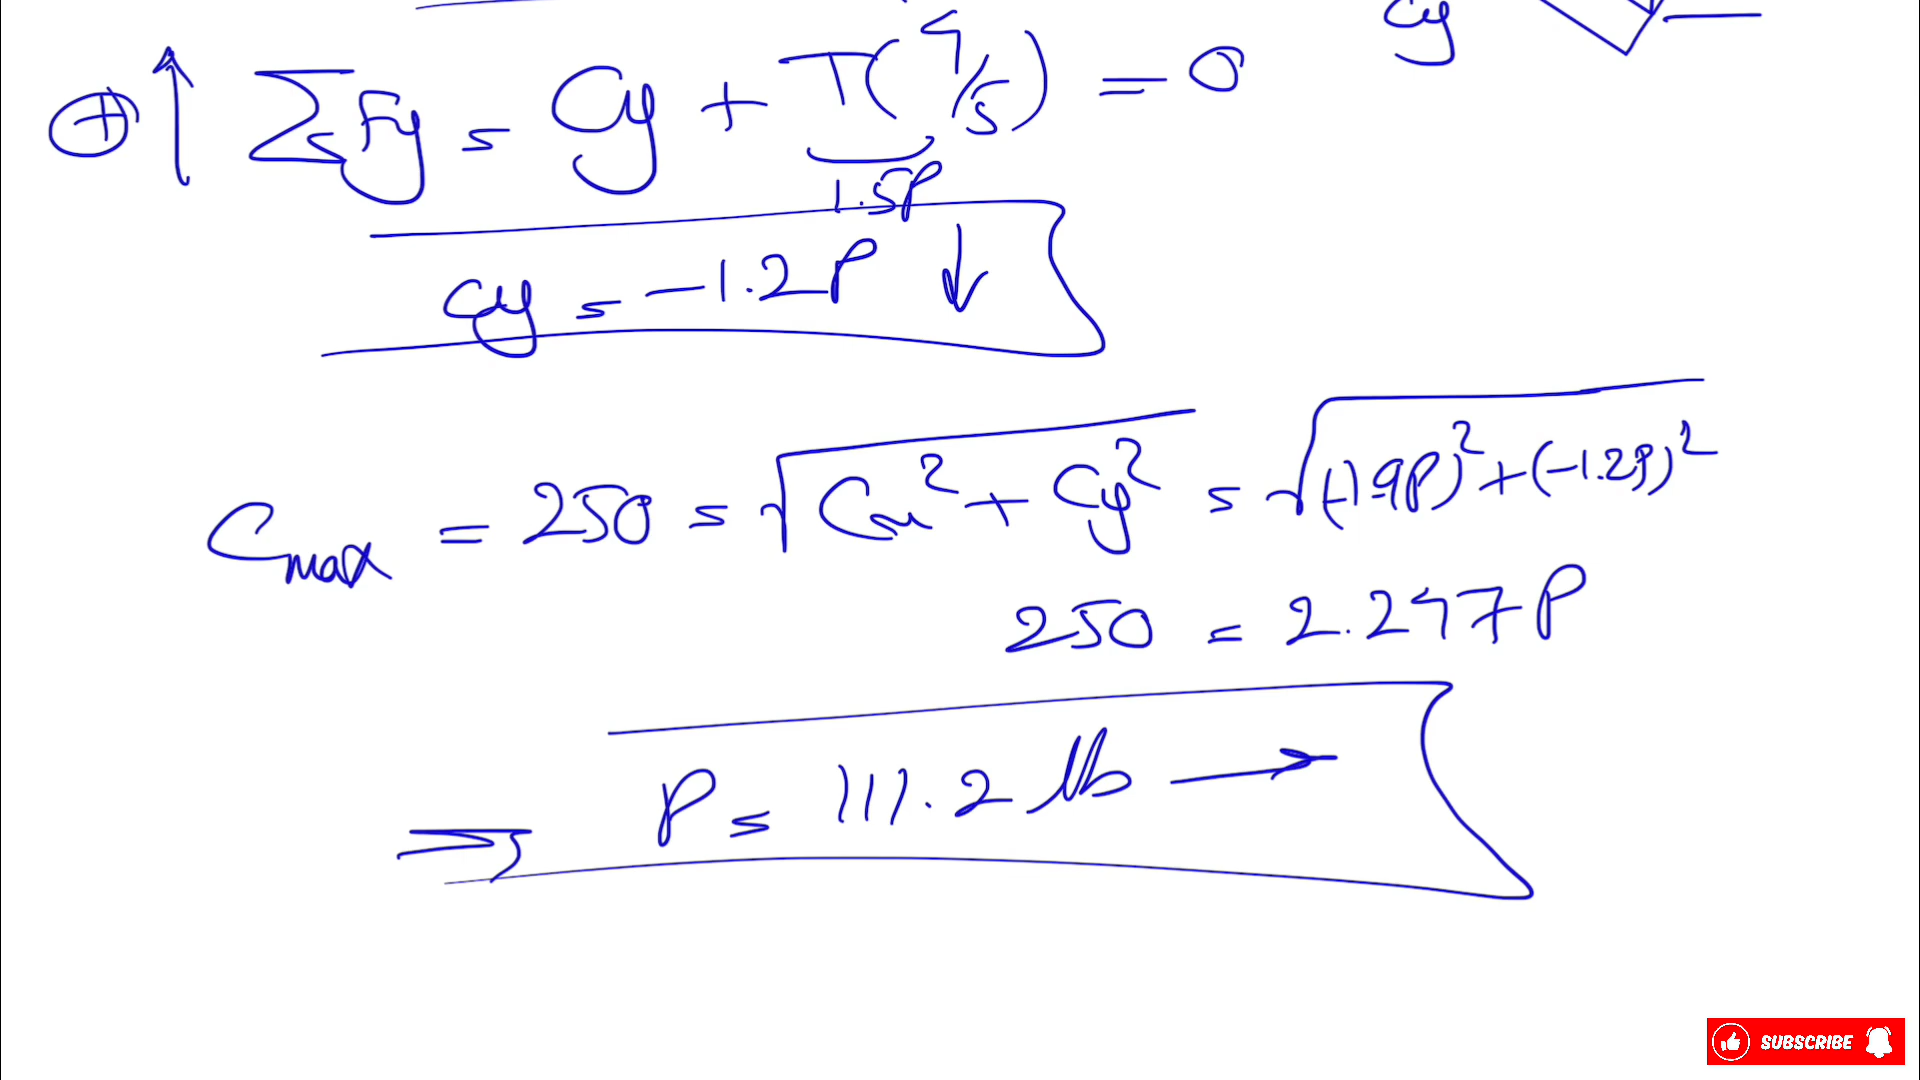 Cy
⊕↑ ΣFy = Cy + T(4/5) = 0
1.5P
Cy = -1.2P ↓
Cmax = 250 = √(Cx² + Cy²) = √((-1.9P)² + (-1.2P)²)
250 = 2.247P
⇒ P = 111.2 lb →
SUBSCRIBE